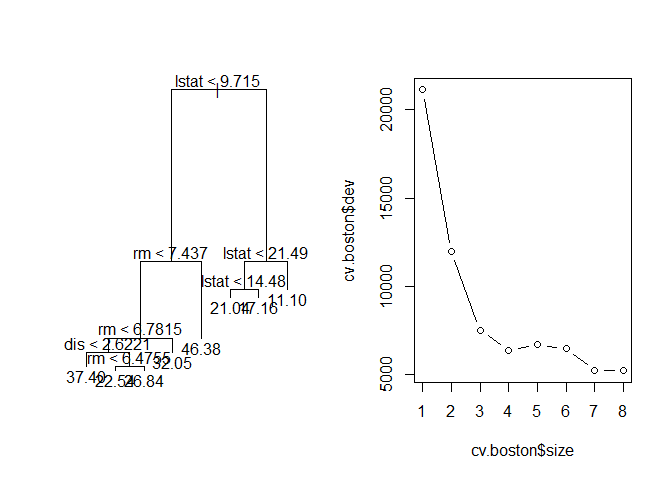 lstat < 9.715
rm < 7.437
lstat < 21.49
lstat < 14.48
21.04
17.16
11.10
rm < 6.7815
dis < 2.6221
46.38
rm < 6.4755
32.05
37.40
22.54
26.84
cv.boston$dev
20000
15000
10000
5000
1 2 3 4 5 6 7 8
cv.boston$size